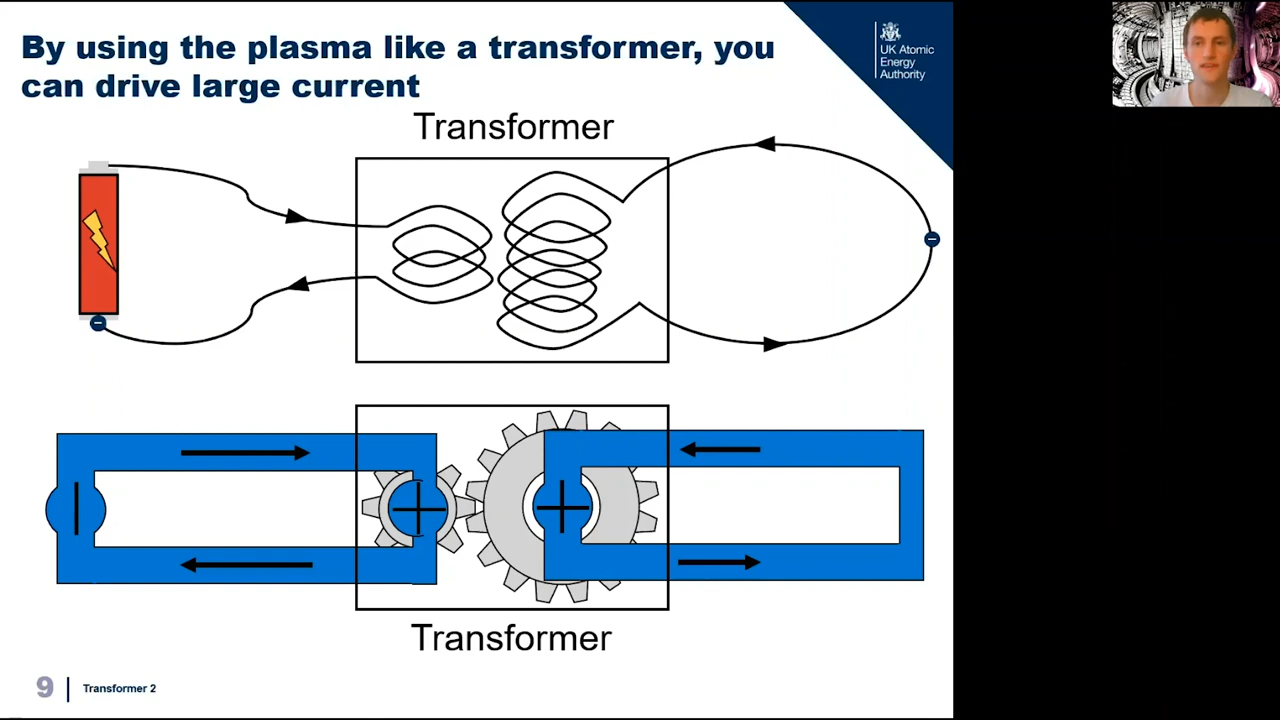 By using the plasma like a transformer, you
can drive large current
UK Atomic
Energy
Authority
Transformer
Transformer
9
Transformer 2